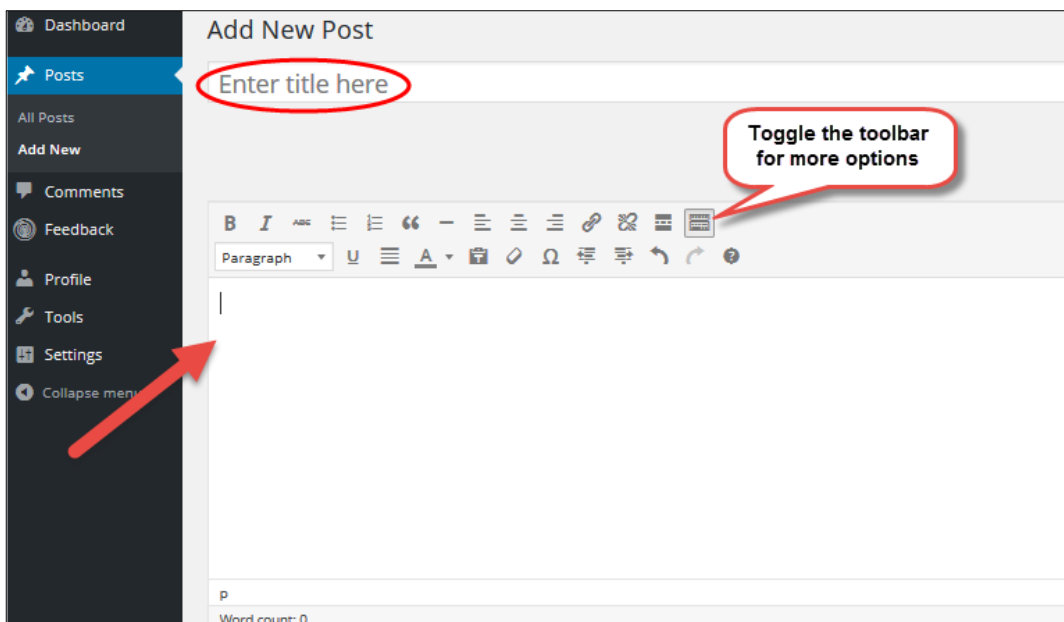 Dashboard
Posts
All Posts
Add New
Comments
Feedback
Profile
Tools
Settings
Collapse menu
Add New Post
Enter title here
Toggle the toolbar
for more options
B I ABC
Paragraph U A Ω
p
Word count: 0